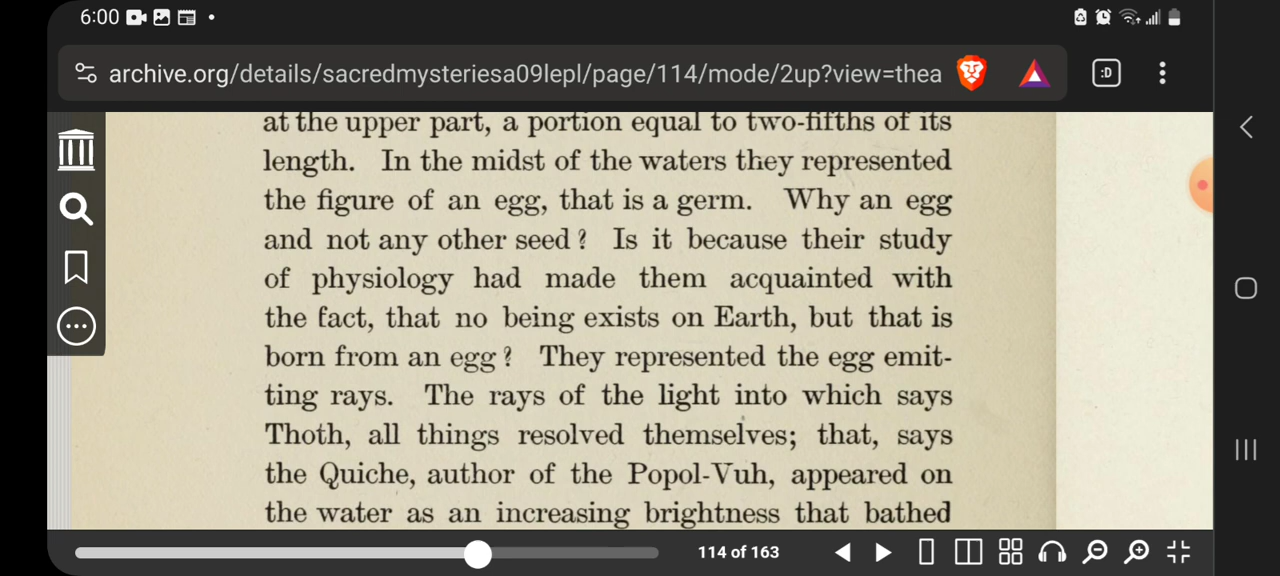 6:00
archive.org/details/sacredmysteriesa09lepl/page/114/mode/2up?view=thea
:D
at the upper part, a portion equal to two-fifths of its
length. In the midst of the waters they represented
the figure of an egg, that is a germ. Why an egg
and not any other seed? Is it because their study
of physiology had made them acquainted with
the fact, that no being exists on Earth, but that is
born from an egg? They represented the egg emit-
ting rays. The rays of the light into which says
Thoth, all things resolved themselves; that, says
the Quiche, author of the Popol-Vuh, appeared on
the water as an increasing brightness that bathed
114 of 163